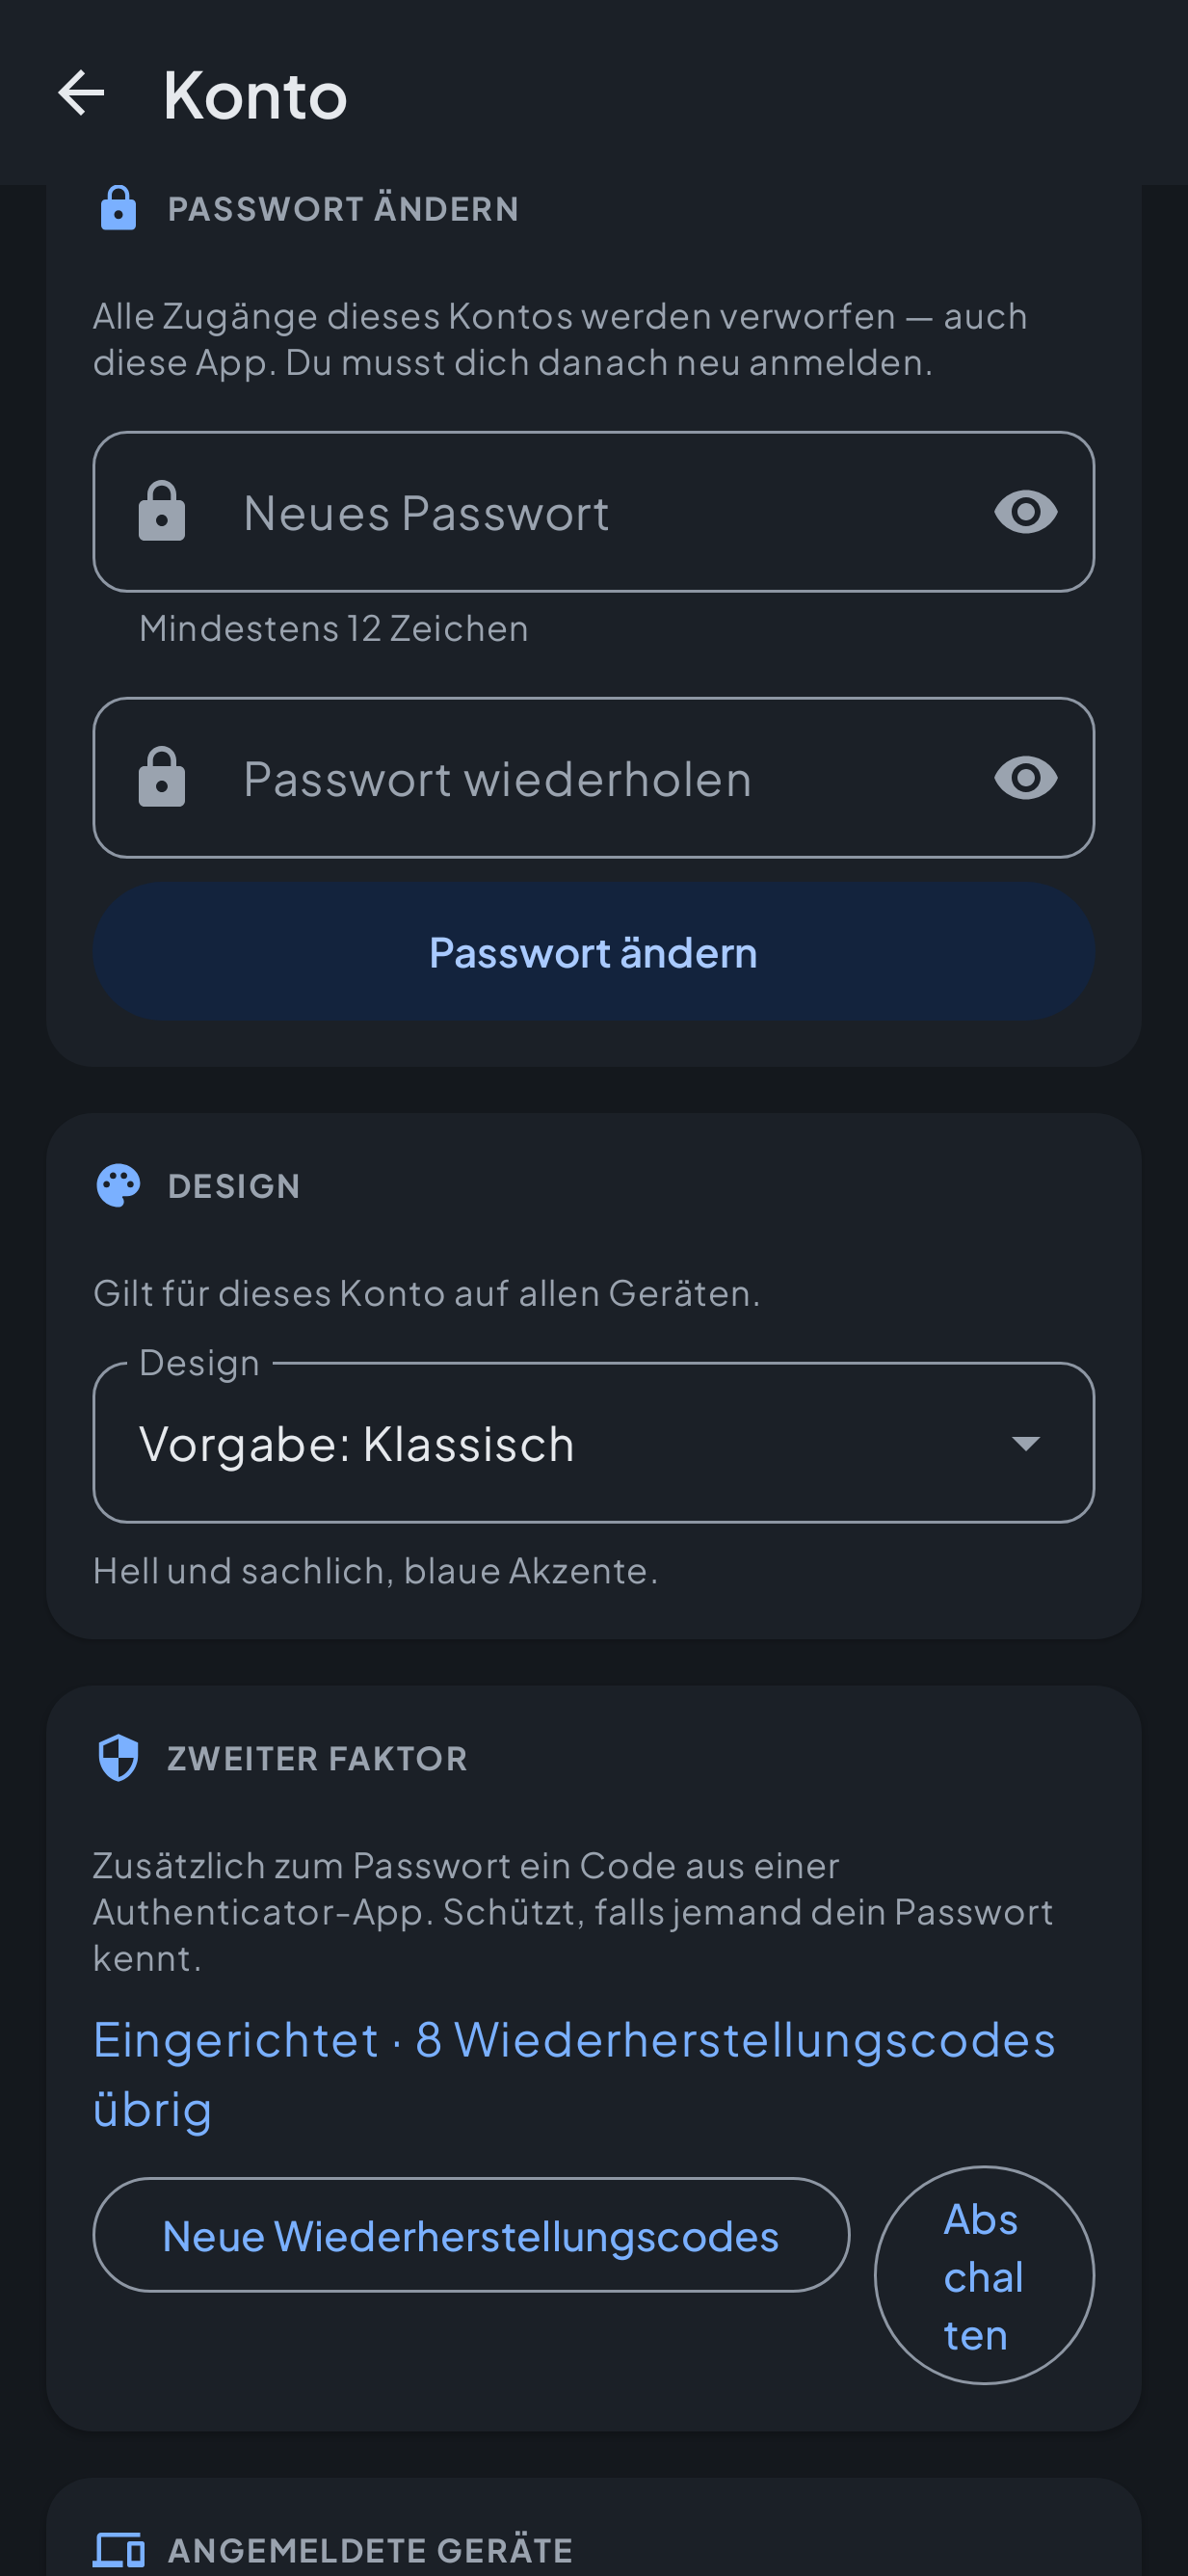 Konto
PASSWORT ÄNDERN
Alle Zugänge dieses Kontos werden verworfen — auch
diese App. Du musst dich danach neu anmelden.
Neues Passwort
Mindestens 12 Zeichen
Passwort wiederholen
Passwort ändern
DESIGN
Gilt für dieses Konto auf allen Geräten.
Design
Vorgabe: Klassisch
Hell und sachlich, blaue Akzente.
ZWEITER FAKTOR
Zusätzlich zum Passwort ein Code aus einer
Authenticator-App. Schützt, falls jemand dein Passwort
kennt.
Eingerichtet · 8 Wiederherstellungscodes
übrig
Neue Wiederherstellungscodes
Abs
chal
ten
ANGEMELDETE GERÄTE